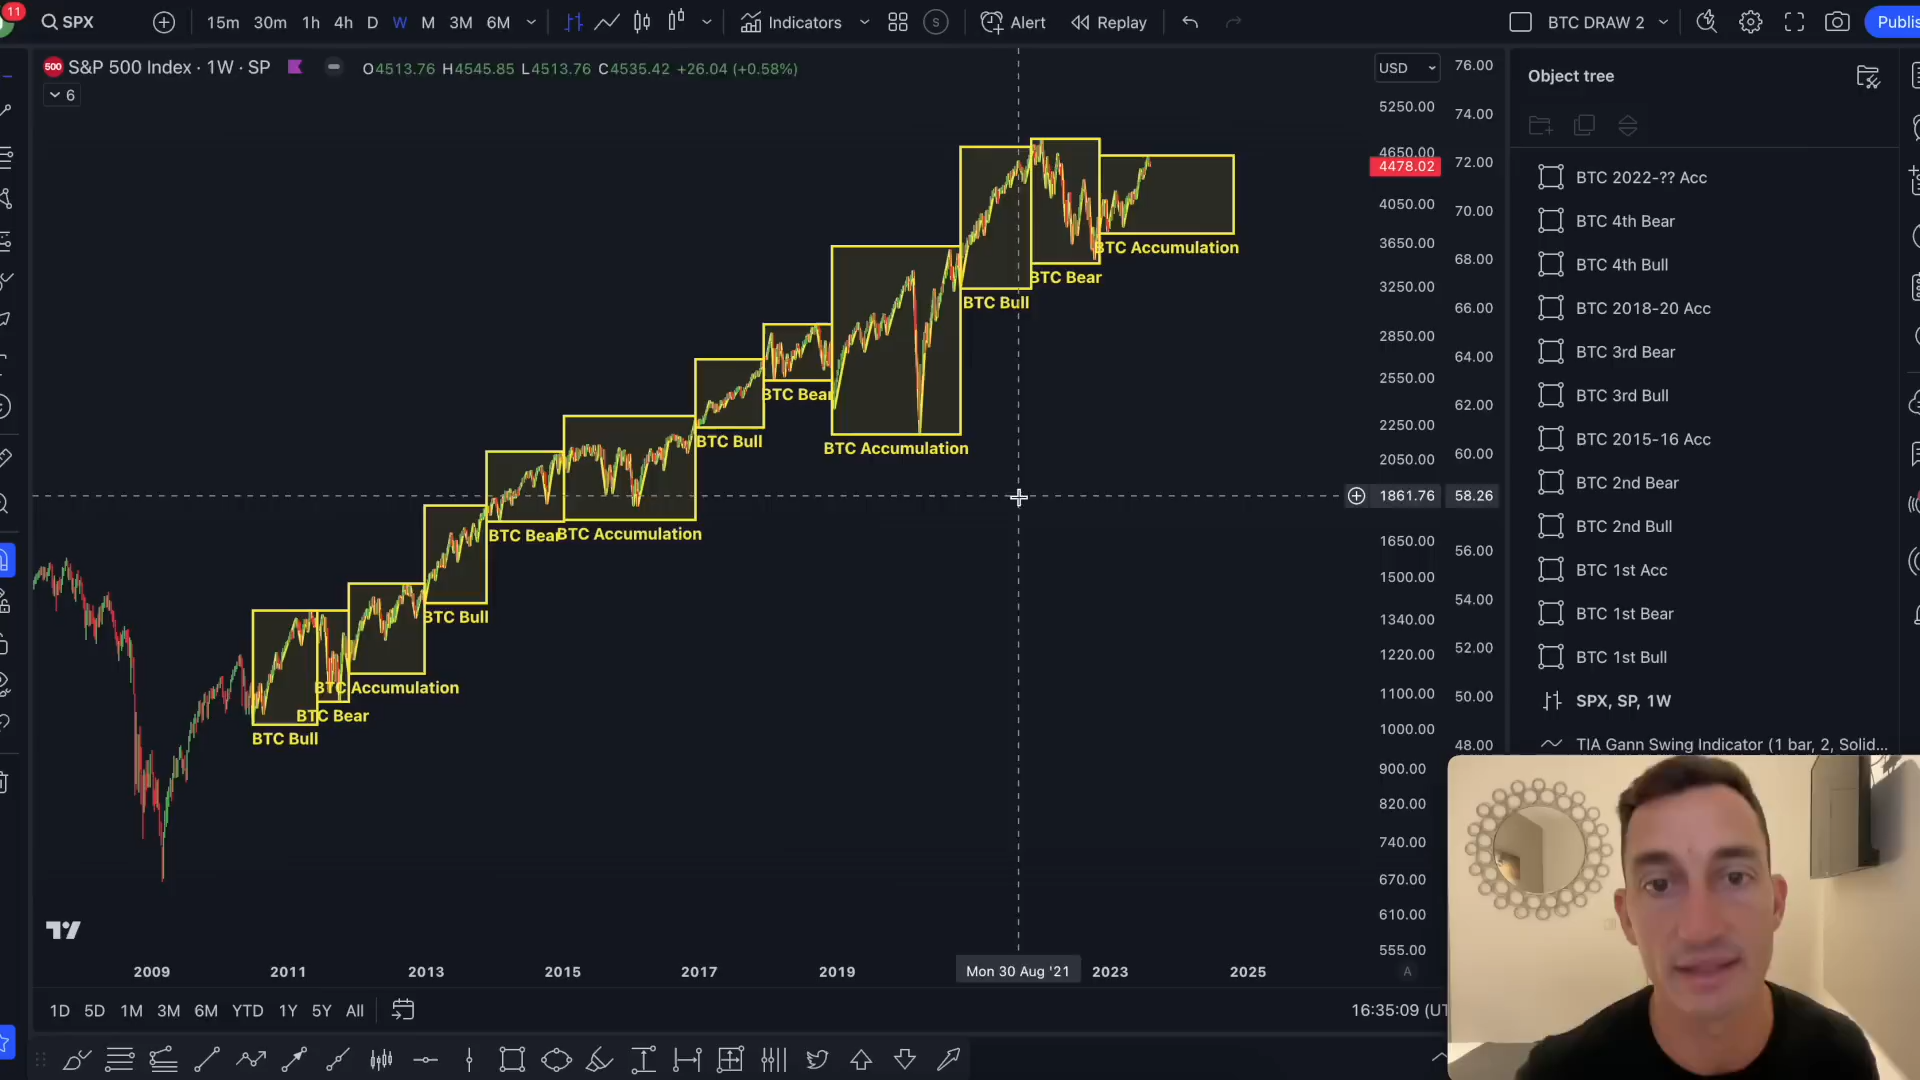 11
SPX
15m 30m 1h 4h D W M 3M 6M
Indicators
S
Alert
Replay
BTC DRAW 2
Publis
500 S&P 500 Index · 1W · SP
O4513.76 H4545.85 L4513.76 C4535.42 +26.04 (+0.58%)
6
USD
76.00
5250.00
74.00
4650.00
72.00
4478.02
4050.00
70.00
3650.00
68.00
3250.00
66.00
2850.00
64.00
2550.00
62.00
2250.00
60.00
2050.00
1861.76
58.26
1650.00
56.00
1500.00
54.00
1340.00
52.00
1220.00
50.00
1100.00
1000.00
48.00
900.00
820.00
740.00
670.00
610.00
555.00
BTC Accumulation
BTC Bear
BTC Bull
BTC Bear
BTC Bull
BTC Accumulation
BTC Bear
BTC Accumulation
BTC Bull
BTC Accumulation
BTC Bear
BTC Bull
Object tree
BTC 2022-?? Acc
BTC 4th Bear
BTC 4th Bull
BTC 2018-20 Acc
BTC 3rd Bear
BTC 3rd Bull
BTC 2015-16 Acc
BTC 2nd Bear
BTC 2nd Bull
BTC 1st Acc
BTC 1st Bear
BTC 1st Bull
SPX, SP, 1W
TIA Gann Swing Indicator (1 bar, 2, Solid...
2009 2011 2013 2015 2017 2019 Mon 30 Aug '21 2023 2025
A
1D 5D 1M 3M 6M YTD 1Y 5Y All
16:35:09 (UT